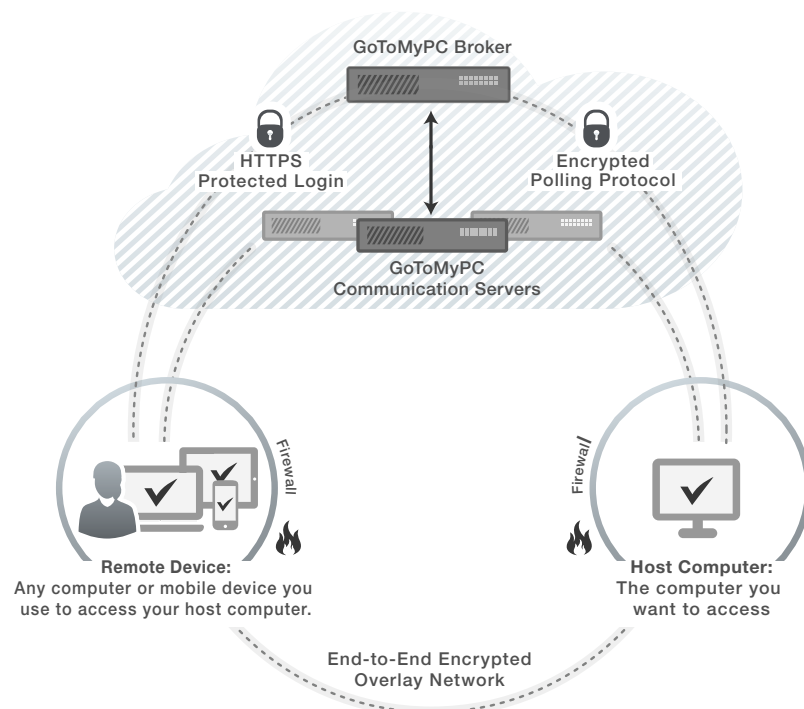 GoToMyPC Broker
HTTPS
Protected Login
Encrypted
Polling Protocol
GoToMyPC
Communication Servers
Firewall
Firewall
Remote Device:
Any computer or mobile device you
use to access your host computer.
Host Computer:
The computer you
want to access
End-to-End Encrypted
Overlay Network